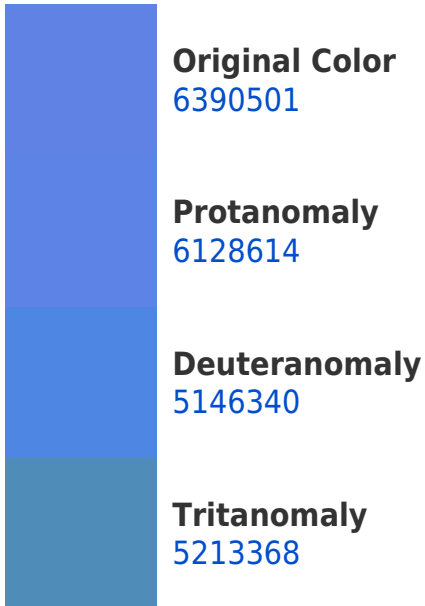 Original Color
6390501
Protanomaly
6128614
Deuteranomaly
5146340
Tritanomaly
5213368